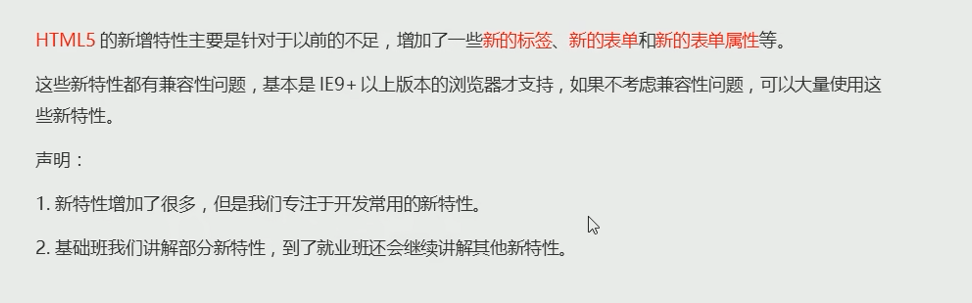 HTML5 的新增特性主要是针对于以前的不足，增加了一些新的标签、新的表单和新的表单属性等。
这些新特性都有兼容性问题，基本是 IE9+ 以上版本的浏览器才支持，如果不考虑兼容性问题，可以大量使用这
些新特性。
声明：
1. 新特性增加了很多，但是我们专注于开发常用的新特性。
2. 基础班我们讲解部分新特性，到了就业班还会继续讲解其他新特性。